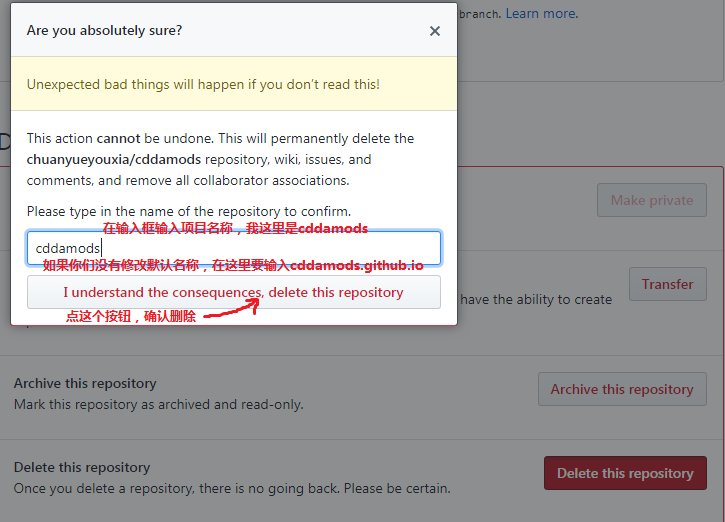 branch. Learn more.
Are you absolutely sure?
Unexpected bad things will happen if you don't read this!
This action cannot be undone. This will permanently delete the
chuanyueyouxia/cddamods repository, wiki, issues, and
comments, and remove all collaborator associations.
Please type in the name of the repository to confirm.
在输入框输入项目名称，我这里是cddamods
cddamods
如果你们没有修改默认名称，在这里要输入cddamods.github.io
I understand the consequences, delete this repository
点这个按钮，确认删除
D
Make private
Transfer
have the ability to create
Archive this repository
Mark this repository as archived and read-only.
Archive this repository
Delete this repository
Once you delete a repository, there is no going back. Please be certain.
Delete this repository